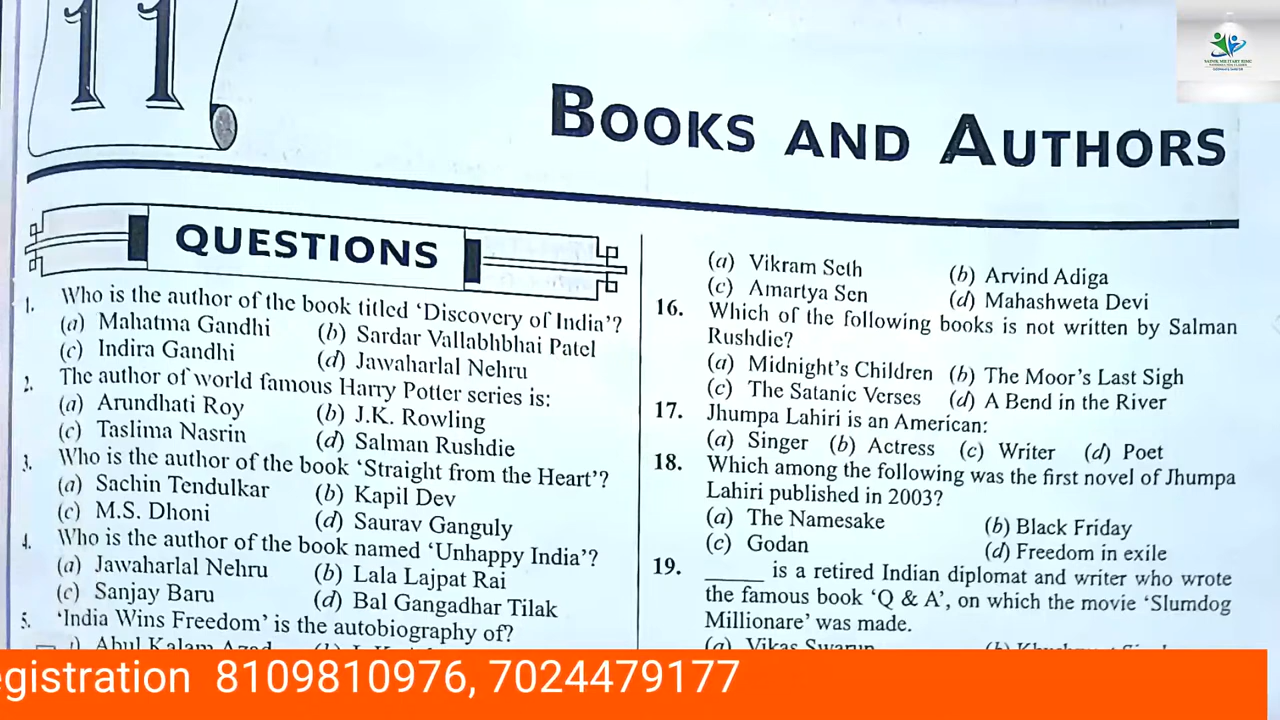 11
BOOKS AND AUTHORS
QUESTIONS
1. Who is the author of the book titled ‘Discovery of India’?
(a) Mahatma Gandhi (b) Sardar Vallabhbhai Patel
(c) Indira Gandhi (d) Jawaharlal Nehru
2. The author of world famous Harry Potter series is:
(a) Arundhati Roy (b) J.K. Rowling
(c) Taslima Nasrin (d) Salman Rushdie
3. Who is the author of the book ‘Straight from the Heart’?
(a) Sachin Tendulkar (b) Kapil Dev
(c) M.S. Dhoni (d) Saurav Ganguly
4. Who is the author of the book named ‘Unhappy India’?
(a) Jawaharlal Nehru (b) Lala Lajpat Rai
(c) Sanjay Baru (d) Bal Gangadhar Tilak
5. ‘India Wins Freedom’ is the autobiography of?
Abul Kalam Azad
(a) Vikram Seth (b) Arvind Adiga
(c) Amartya Sen (d) Mahashweta Devi
16. Which of the following books is not written by Salman
Rushdie?
(a) Midnight’s Children (b) The Moor’s Last Sigh
(c) The Satanic Verses (d) A Bend in the River
17. Jhumpa Lahiri is an American:
(a) Singer (b) Actress (c) Writer (d) Poet
18. Which among the following was the first novel of Jhumpa
Lahiri published in 2003?
(a) The Namesake (b) Black Friday
(c) Godan (d) Freedom in exile
19. _____ is a retired Indian diplomat and writer who wrote
the famous book ‘Q & A’, on which the movie ‘Slumdog
Millionare’ was made.
(a) Vikas Swarup (b)
egistration 8109810976, 7024479177